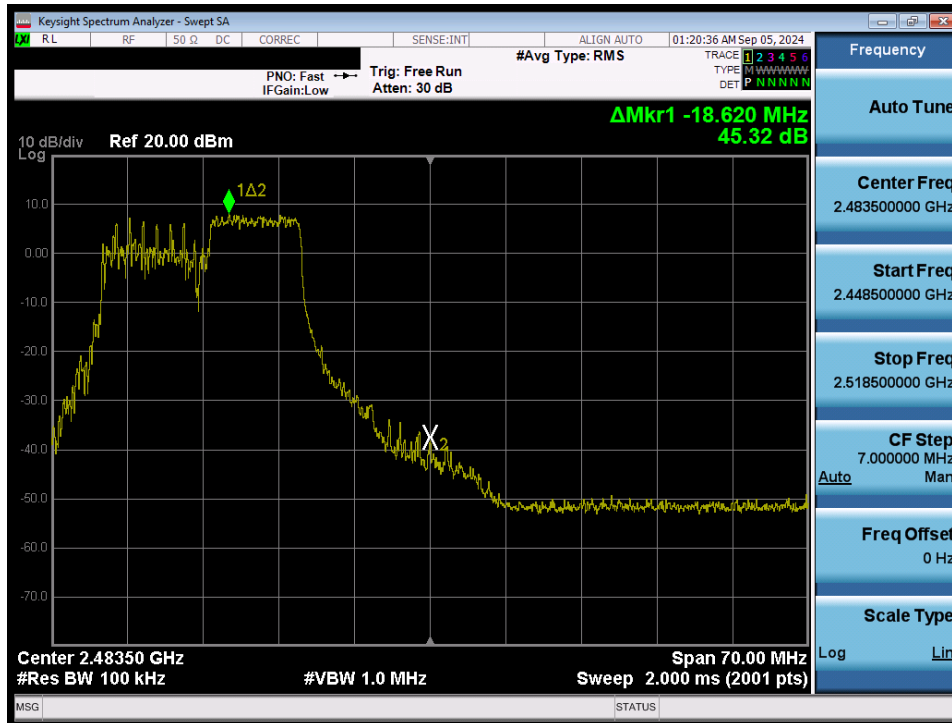 Keysight Spectrum Analyzer - Swept SA
LXI RL RF 50 Ω DC CORREC SENSE:INT ALIGN AUTO 01:20:36 AM Sep 05, 2024
#Avg Type: RMS
TRACE 1 2 3 4 5 6
PNO: Fast Trig: Free Run
TYPE M W W W W W
IFGain:Low Atten: 30 dB
DET P N N N N N
ΔMkr1 -18.620 MHz
45.32 dB
10 dB/div Ref 20.00 dBm
Log
1Δ2
10.0
0.00
-10.0
-20.0
-30.0
X2
-40.0
-50.0
-60.0
-70.0
Center 2.48350 GHz Span 70.00 MHz
#Res BW 100 kHz #VBW 1.0 MHz Sweep 2.000 ms (2001 pts)
MSG STATUS
Frequency
Auto Tune
Center Freq
2.483500000 GHz
Start Freq
2.448500000 GHz
Stop Freq
2.518500000 GHz
CF Step
7.000000 MHz
Auto Man
Freq Offset
0 Hz
Scale Type
Log Lin